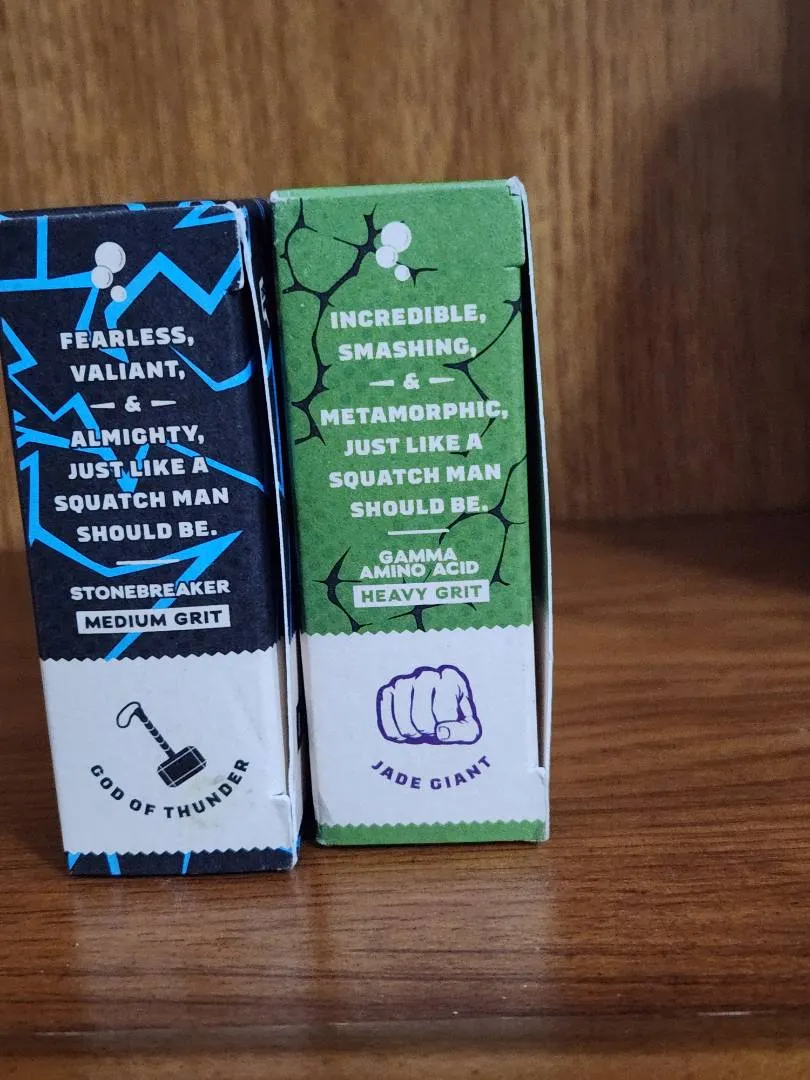 FEARLESS,
VALIANT,
&
ALMIGHTY,
JUST LIKE A
SQUATCH MAN
SHOULD BE.
STONEBREAKER
MEDIUM GRIT
GOD OF THUNDER
INCREDIBLE,
SMASHING,
&
METAMORPHIC,
JUST LIKE A
SQUATCH MAN
SHOULD BE.
GAMMA
AMINO ACID
HEAVY GRIT
JADE GIANT